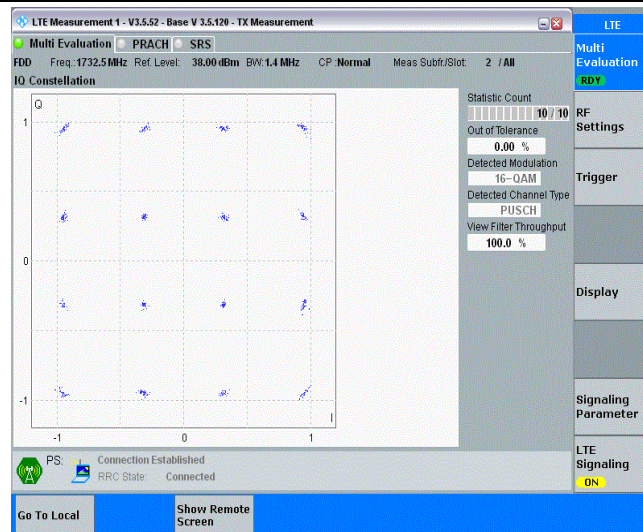 LTE Measurement 1 - V3.5.52 - Base V 3.5.120 - TX Measurement
LTE
Multi Evaluation PRACH SRS
FDD Freq.:1732.5 MHz Ref. Level: 38.00 dBm BW:1.4 MHz CP :Normal Meas Subfr./Slot: 2 / All
IQ Constellation
Q
1
0
-1
-1 0 1
I
Statistic Count
10 / 10
Out of Tolerance
0.00 %
Detected Modulation
16-QAM
Detected Channel Type
PUSCH
View Filter Throughput
100.0 %
Multi
Evaluation
RDY
RF
Settings
Trigger
Display
Signaling
Parameter
LTE
Signaling
ON
PS: Connection Established
RRC State: Connected
Go To Local
Show Remote
Screen